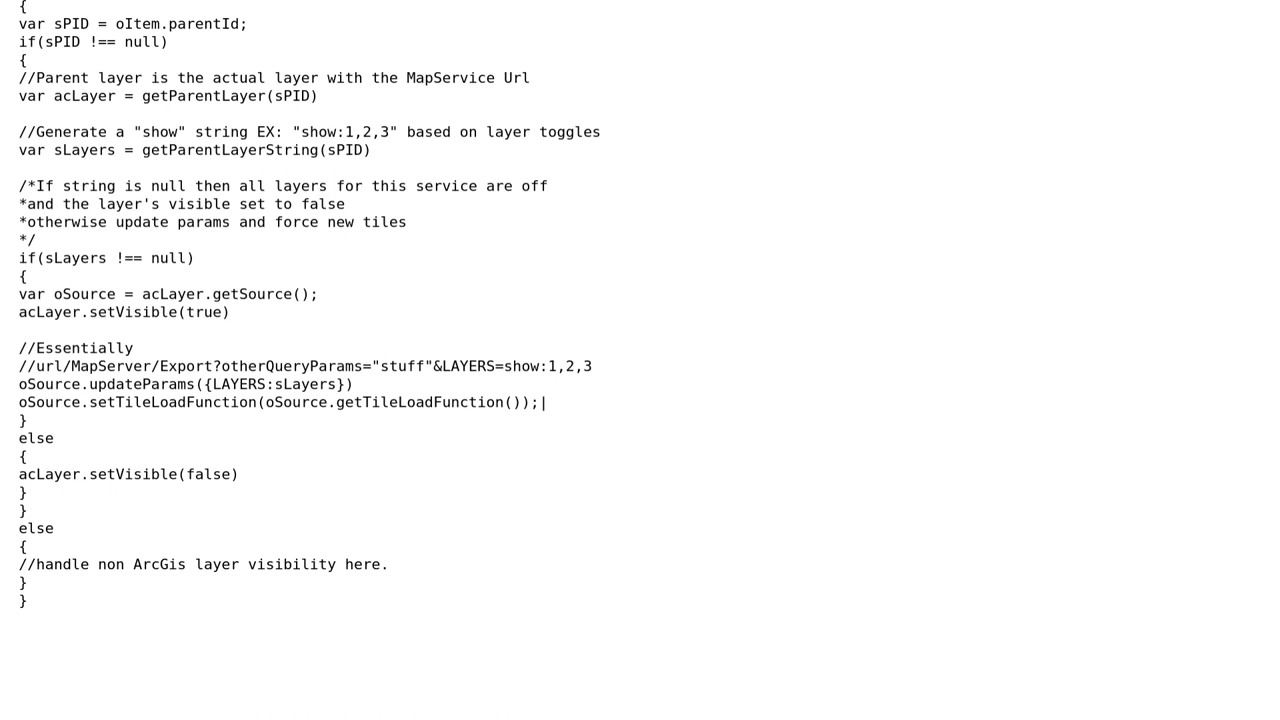 {
var sPID = oItem.parentId;
if(sPID !== null)
{
//Parent layer is the actual layer with the MapService Url
var acLayer = getParentLayer(sPID)

//Generate a "show" string EX: "show:1,2,3" based on layer toggles
var sLayers = getParentLayerString(sPID)

/*If string is null then all layers for this service are off
*and the layer's visible set to false
*otherwise update params and force new tiles
*/
if(sLayers !== null)
{
var oSource = acLayer.getSource();
acLayer.setVisible(true)

//Essentially
//url/MapServer/Export?otherQueryParams="stuff"&LAYERS=show:1,2,3
oSource.updateParams({LAYERS:sLayers})
oSource.setTileLoadFunction(oSource.getTileLoadFunction());|
}
else
{
acLayer.setVisible(false)
}
}
else
{
//handle non ArcGis layer visibility here.
}
}